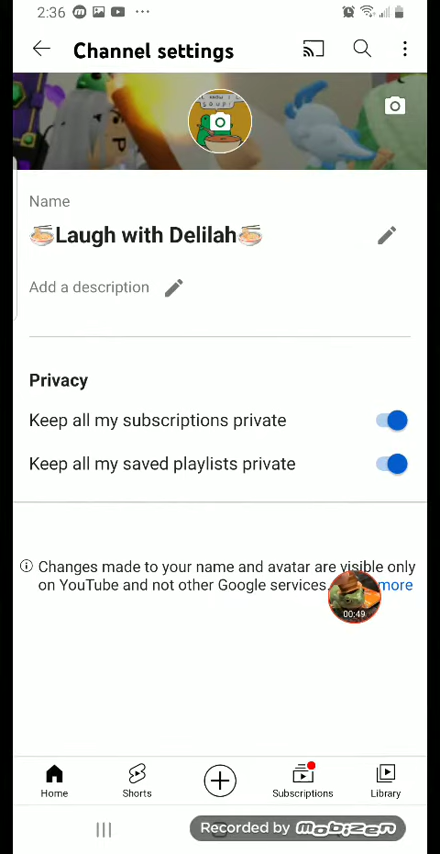 2:36
Channel settings
SOUP!
Name
🍜Laugh with Delilah🍜
Add a description
Privacy
Keep all my subscriptions private
Keep all my saved playlists private
Changes made to your name and avatar are visible only
on YouTube and not other Google services. more
00:49
Home
Shorts
Subscriptions
Library
Recorded by mobizen